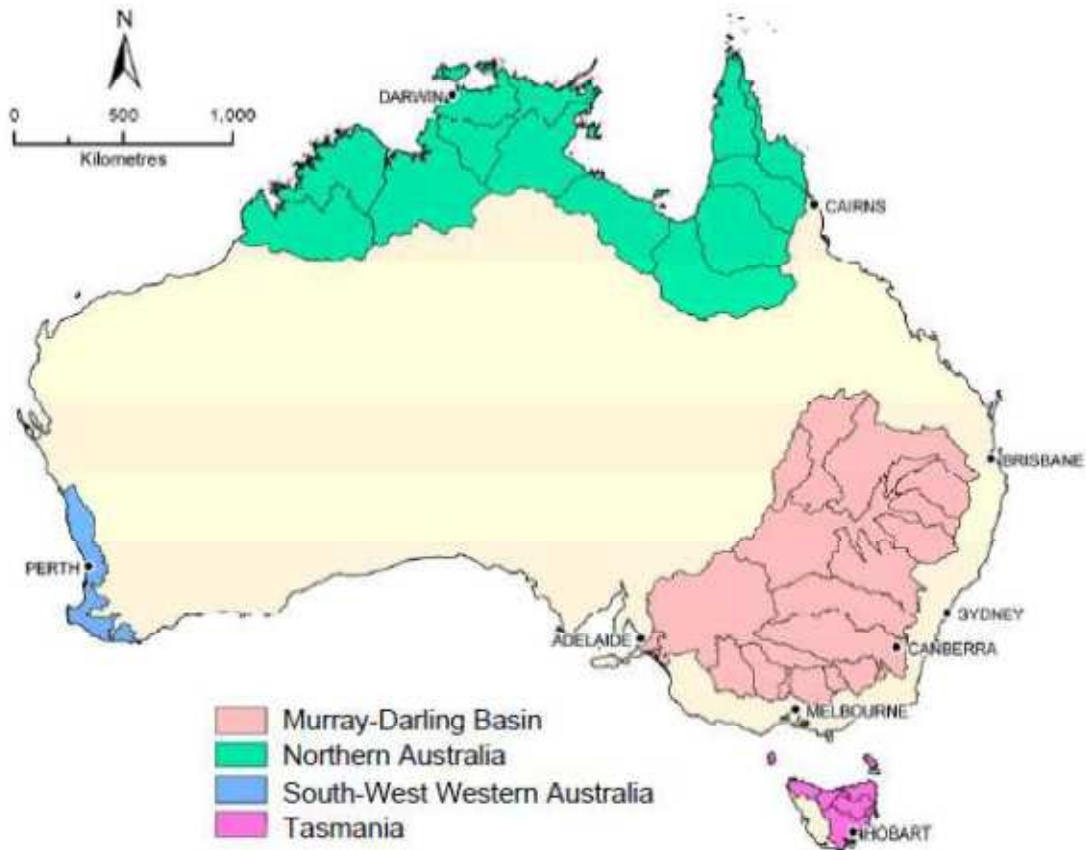 N
0 500 1,000
Kilometres
DARWIN
CAIRNS
BRISBANE
PERTH
SYDNEY
ADELAIDE
CANBERRA
MELBOURNE
Murray-Darling Basin
Northern Australia
South-West Western Australia
Tasmania
HOBART